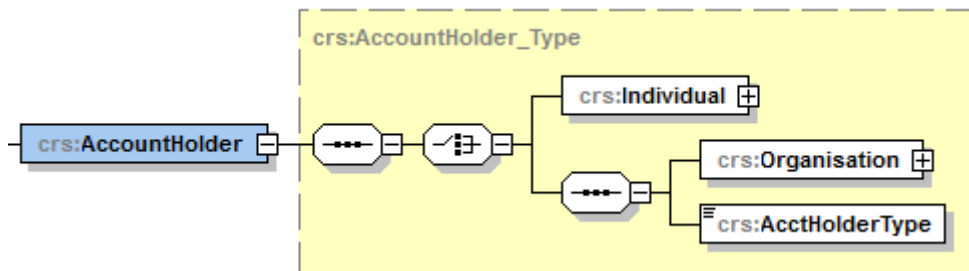 crs:AccountHolder_Type
crs:Individual
crs:AccountHolder
crs:Organisation
crs:AcctHolderType